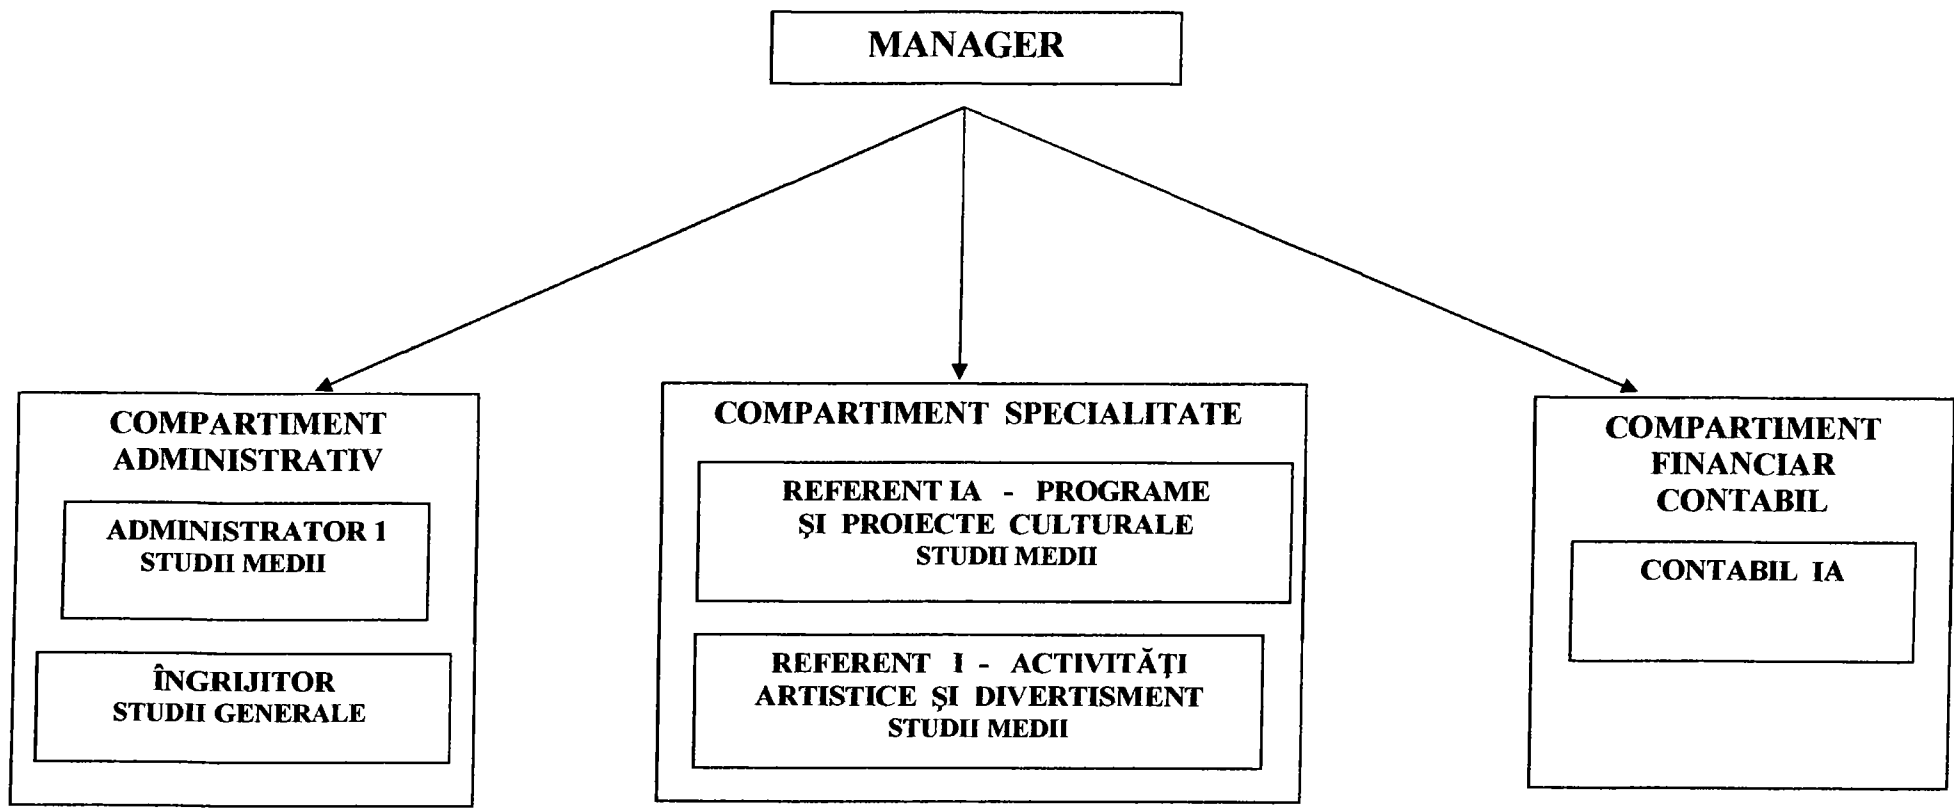 MANAGER
COMPARTIMENT
ADMINISTRATIV
ADMINISTRATOR 1
STUDII MEDII
ÎNGRIJITOR
STUDII GENERALE
COMPARTIMENT SPECIALITATE
REFERENT IA - PROGRAME
ŞI PROIECTE CULTURALE
STUDII MEDII
REFERENT I - ACTIVITĂŢI
ARTISTICE ŞI DIVERTISMENT
STUDII MEDII
COMPARTIMENT
FINANCIAR
CONTABIL
CONTABIL IA